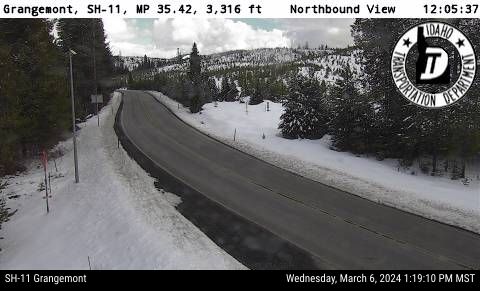 Grangemont, SH-11, MP 35.42, 3,316 ft Northbound View 12:05:37
IDAHO
TRANSPORTATION DEPARTMENT
SH-11 Grangemont Wednesday, March 6, 2024 1:19:10 PM MST